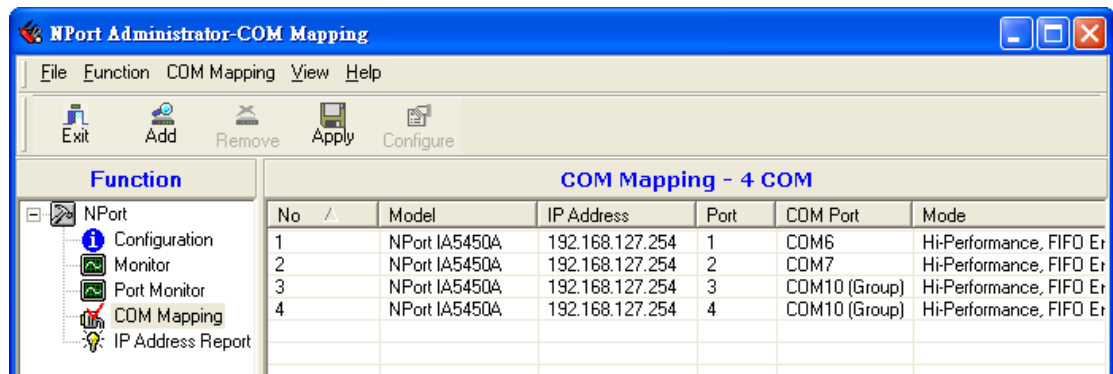 NPort Administrator-COM Mapping
File Function COM Mapping View Help
Exit Add Remove Apply Configure
Function
COM Mapping - 4 COM
NPort
Configuration
Monitor
Port Monitor
COM Mapping
IP Address Report
No Model IP Address Port COM Port Mode
1 NPort IA5450A 192.168.127.254 1 COM6 Hi-Performance, FIFO Er
2 NPort IA5450A 192.168.127.254 2 COM7 Hi-Performance, FIFO Er
3 NPort IA5450A 192.168.127.254 3 COM10 (Group) Hi-Performance, FIFO Er
4 NPort IA5450A 192.168.127.254 4 COM10 (Group) Hi-Performance, FIFO Er